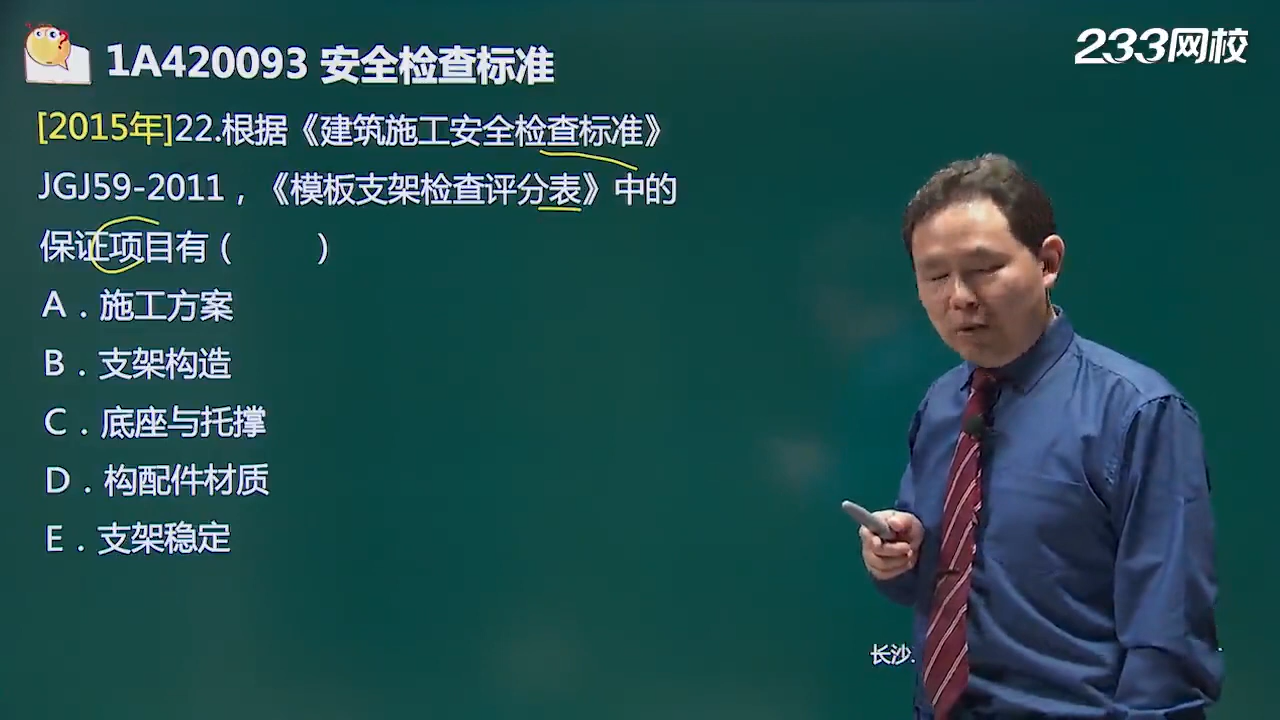 233网校
1A420093 安全检查标准
[2015年]22.根据《建筑施工安全检查标准》
JGJ59-2011，《模板支架检查评分表》中的
保证项目有（ ）
A．施工方案
B．支架构造
C．底座与托撑
D．构配件材质
E．支架稳定
长沙.